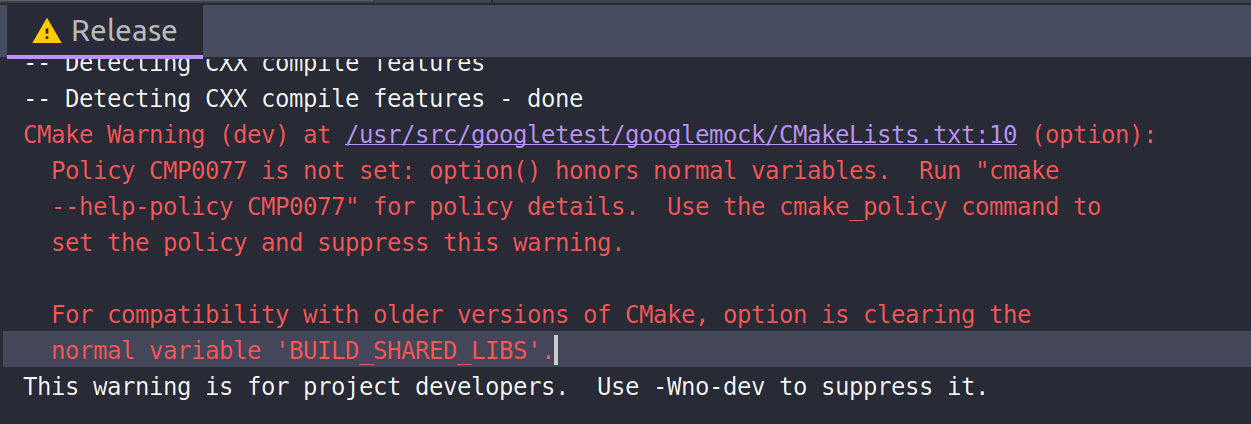 Release
-- Detecting CXX compile features
-- Detecting CXX compile features - done
CMake Warning (dev) at /usr/src/googletest/googlemock/CMakeLists.txt:10 (option):
  Policy CMP0077 is not set: option() honors normal variables.  Run "cmake
  --help-policy CMP0077" for policy details.  Use the cmake_policy command to
  set the policy and suppress this warning.

  For compatibility with older versions of CMake, option is clearing the
  normal variable 'BUILD_SHARED_LIBS'.
This warning is for project developers.  Use -Wno-dev to suppress it.